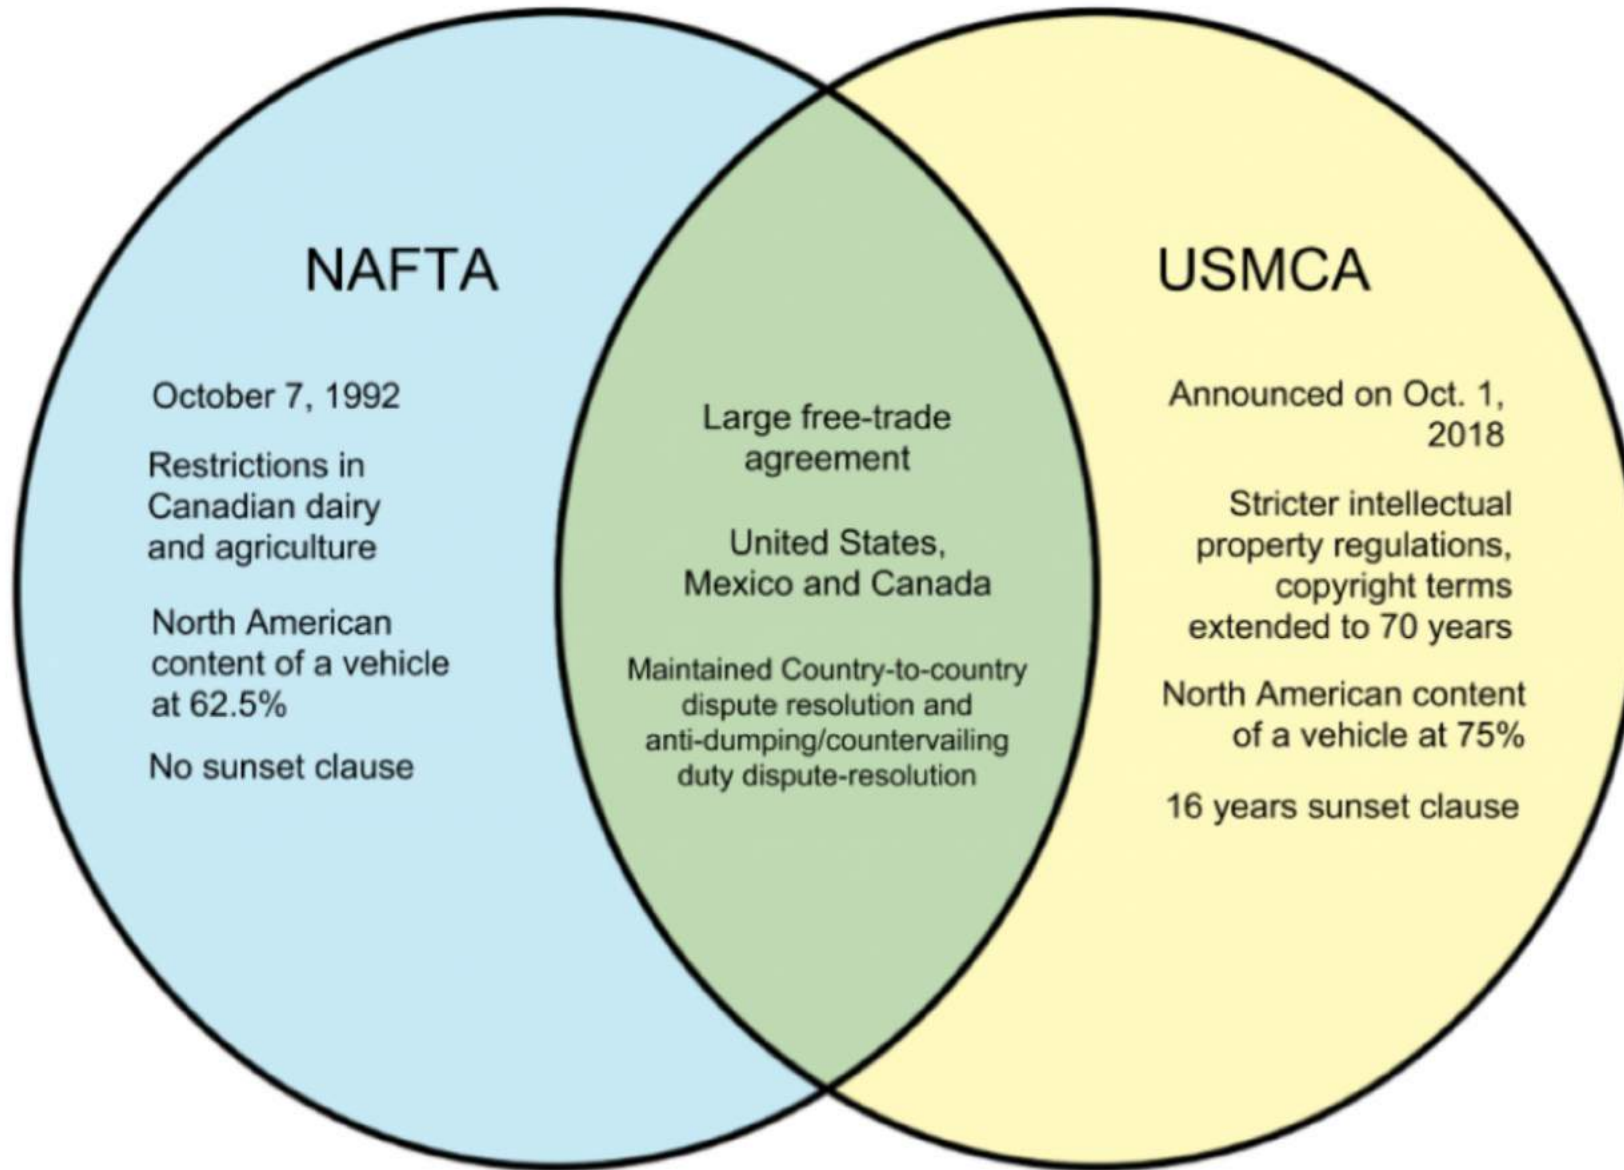 NAFTA
October 7, 1992
Restrictions in
Canadian dairy
and agriculture
North American
content of a vehicle
at 62.5%
No sunset clause
Large free-trade
agreement
United States,
Mexico and Canada
Maintained Country-to-country
dispute resolution and
anti-dumping/countervailing
duty dispute-resolution
USMCA
Announced on Oct. 1,
2018
Stricter intellectual
property regulations,
copyright terms
extended to 70 years
North American content
of a vehicle at 75%
16 years sunset clause